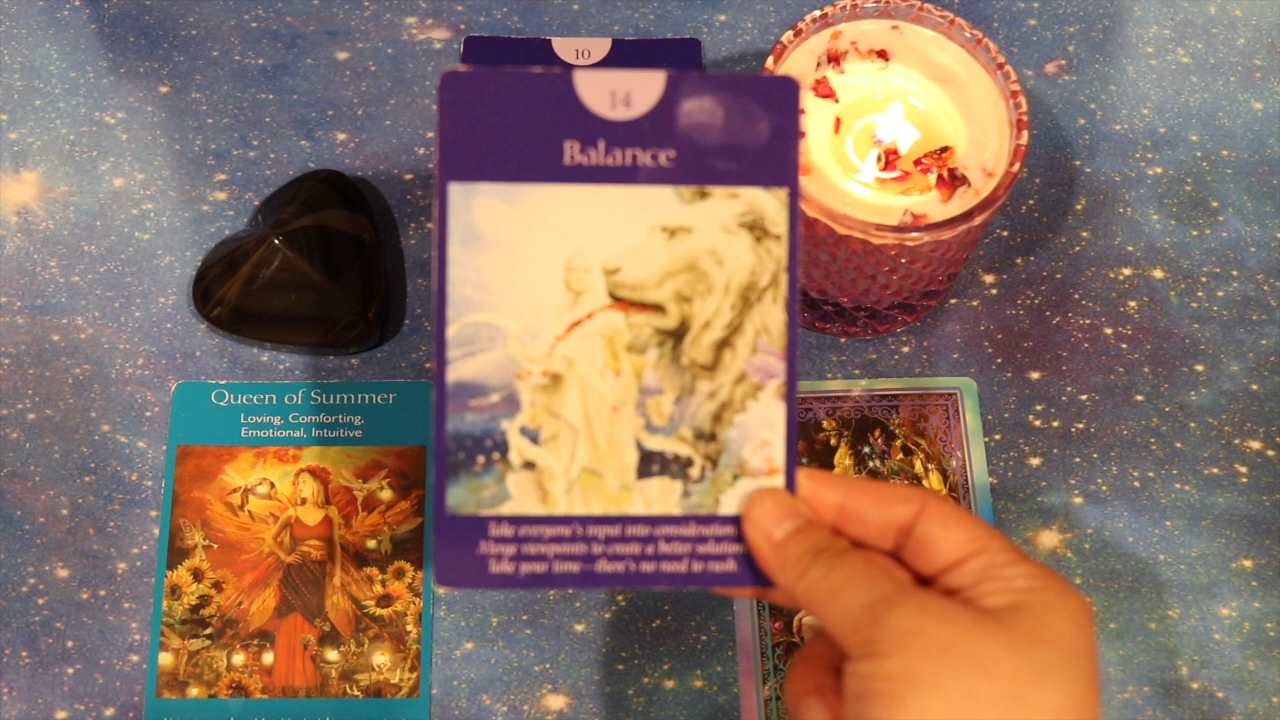 10
14
Balance
Take everyone's input into consideration.
Merge viewpoints to create a better solution.
Take your time—there's no need to rush.
Queen of Summer
Loving, Comforting,
Emotional, Intuitive